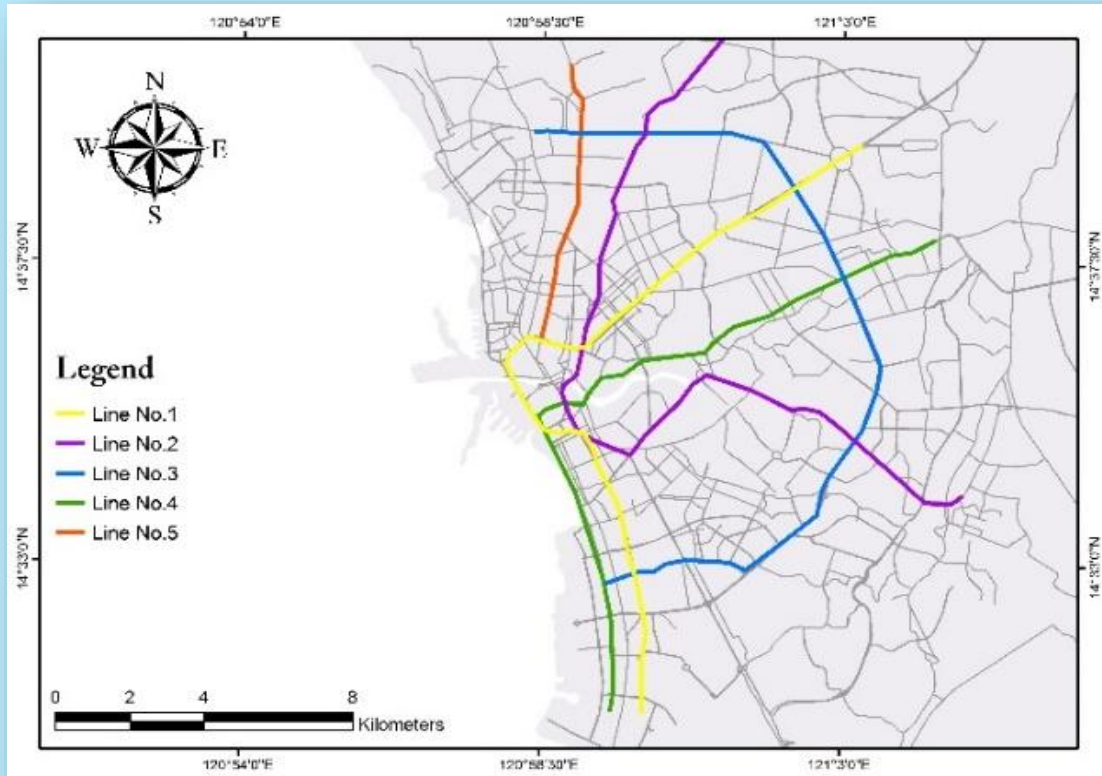 120°54'0"E 120°58'30"E 121°3'0"E
N
W E
S
14°37'30"N 14°37'30"N
Legend
Line No.1
Line No.2
Line No.3
Line No.4
Line No.5
14°33'0"N 14°33'0"N
0 2 4 8
Kilometers
120°54'0"E 120°58'30"E 121°3'0"E